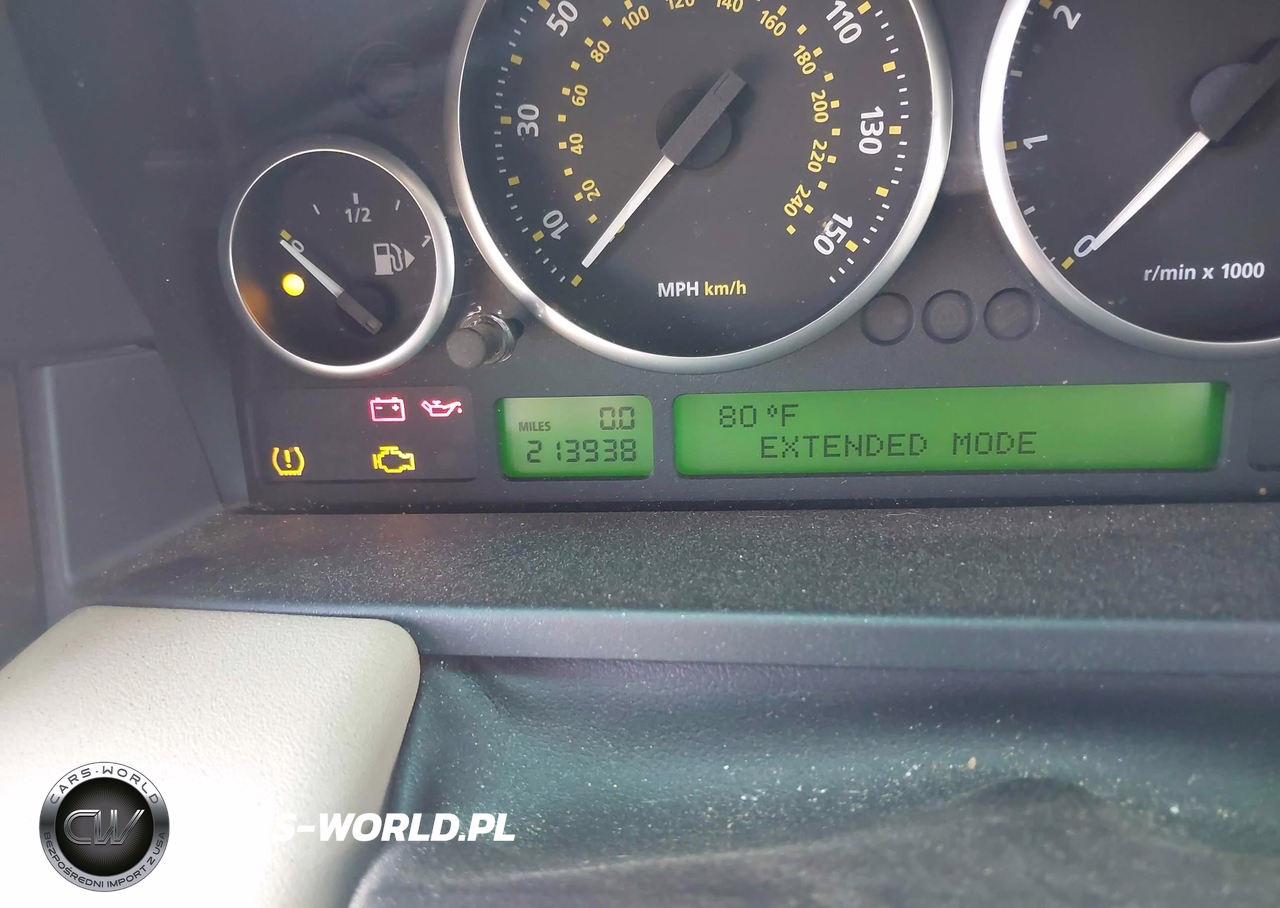 50
30
10
20
40
60
80
100
120
140
160
180
200
220
240
110
130
150
MPH km/h
0
1/2
1
0
1
2
r/min x 1000
MILES 0.0
213938
80 °F
EXTENDED MODE
CARS-WORLD
CW
BEZPOŚREDNI IMPORT Z USA
S-WORLD.PL